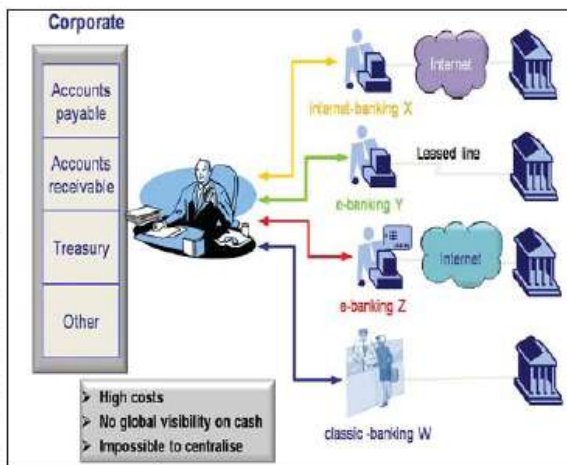 Corporate
Accounts
payable
Accounts
receivable
Treasury
Other
Internet
internet-banking X
Leased line
e-banking Y
Internet
e-banking Z
classic -banking W
➤ High costs
➤ No global visibility on cash
➤ Impossible to centralise